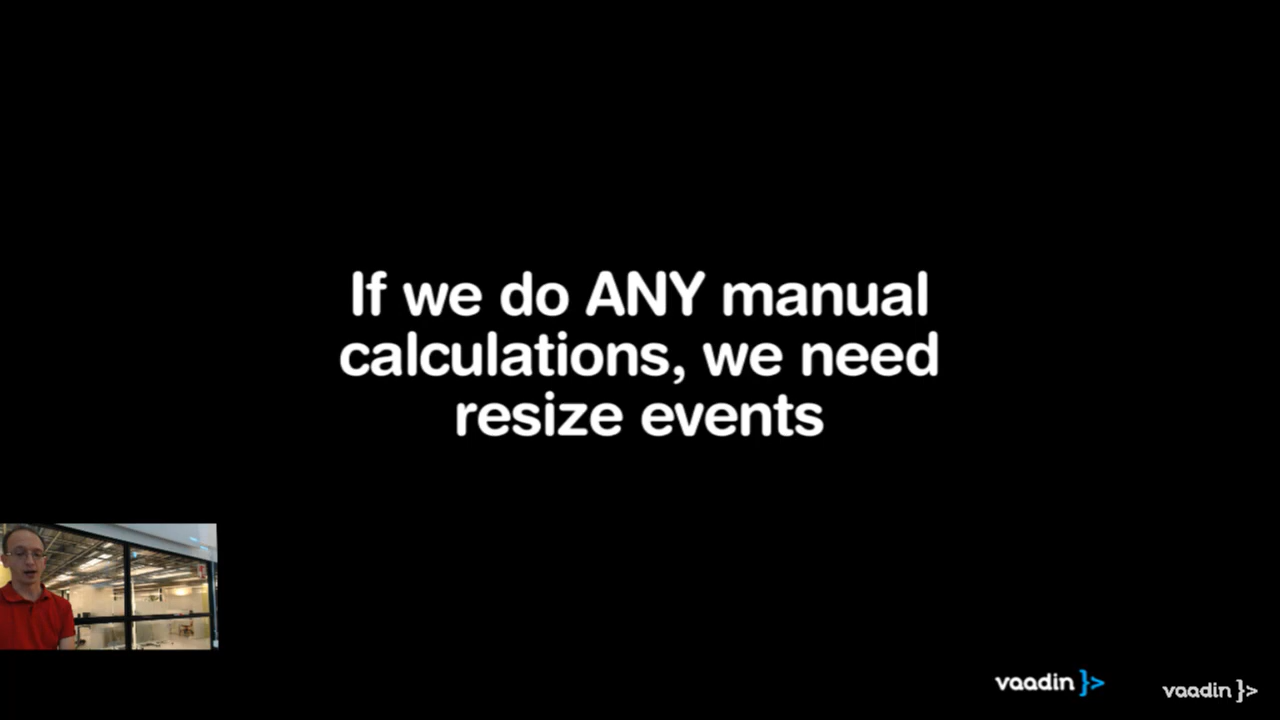 If we do ANY manual
calculations, we need
resize events
vaadin }>
vaadin }>